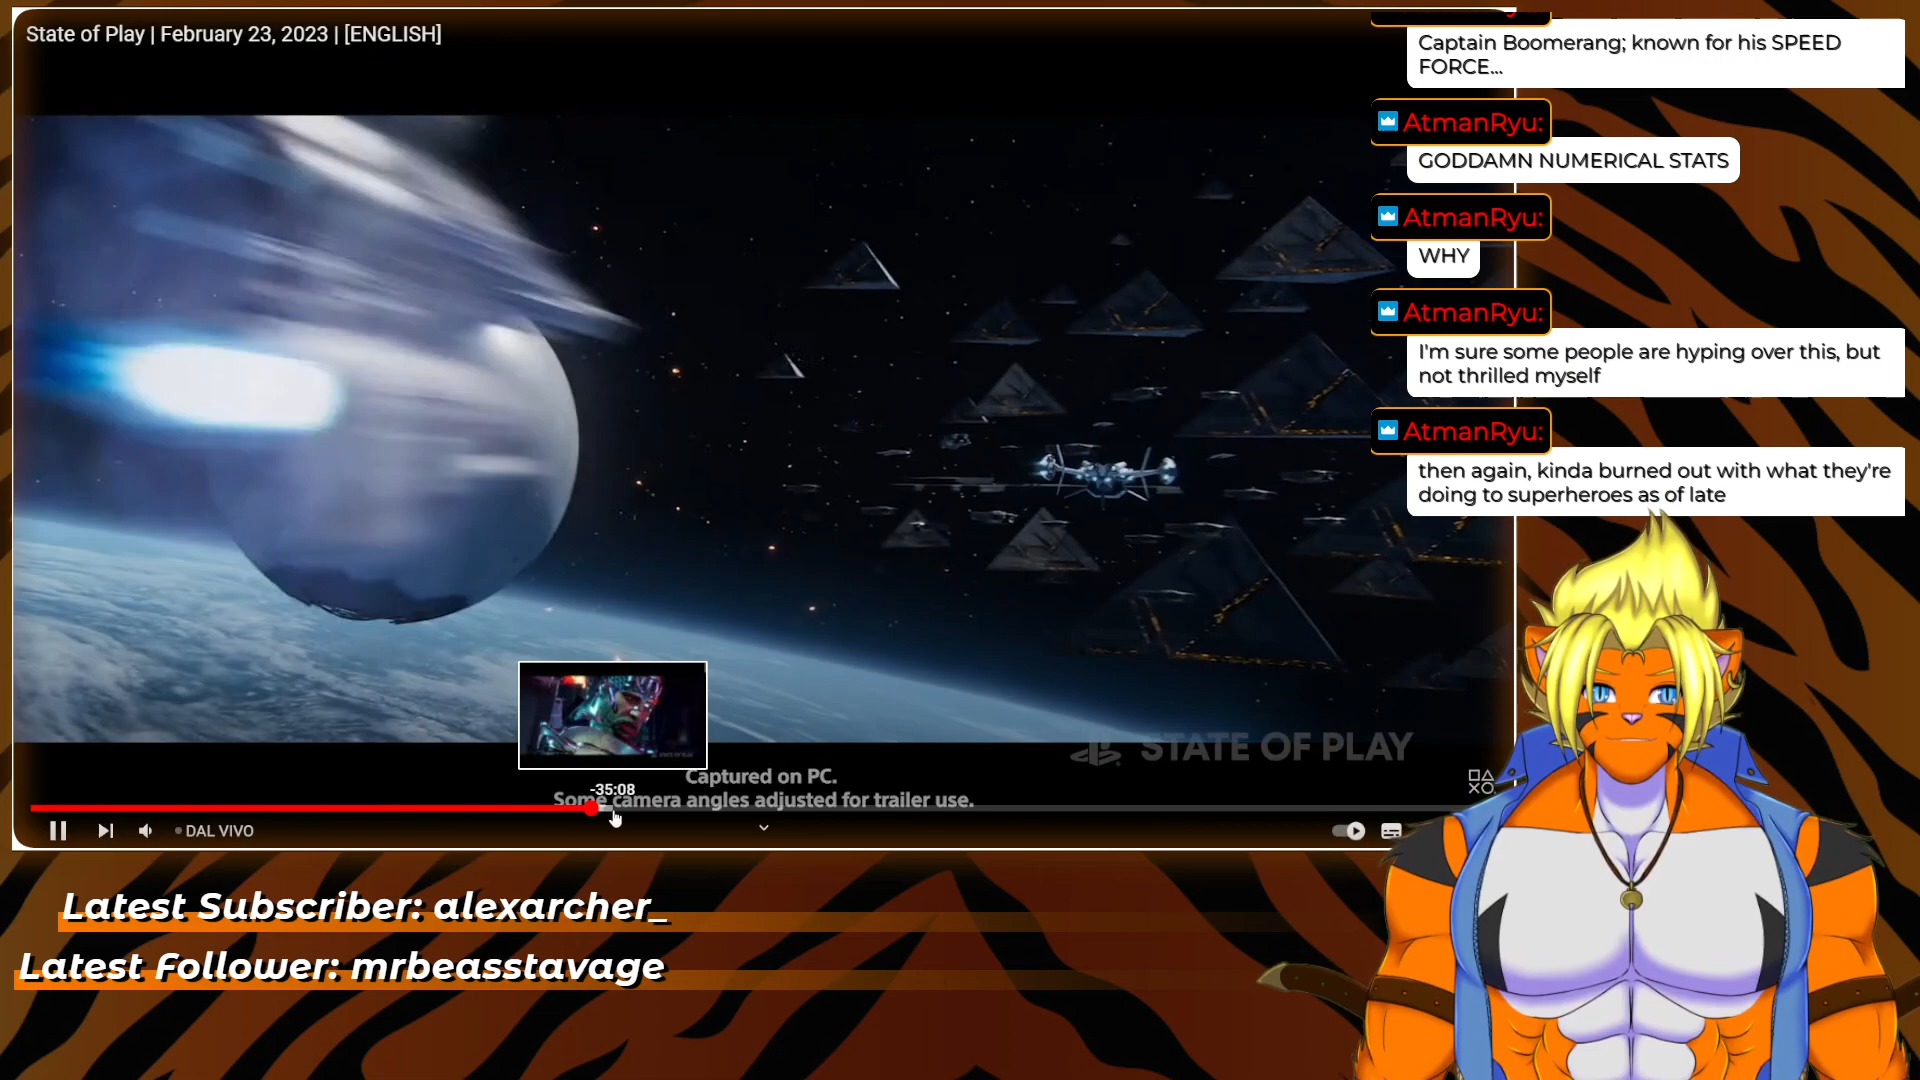 State of Play | February 23, 2023 | [ENGLISH]
Captain Boomerang; known for his SPEED
FORCE...
AtmanRyu:
GODDAMN NUMERICAL STATS
AtmanRyu:
WHY
AtmanRyu:
I'm sure some people are hyping over this, but
not thrilled myself
AtmanRyu:
then again, kinda burned out with what they're
doing to superheroes as of late
STATE OF PLAY
Captured on PC.
-35:08
Some camera angles adjusted for trailer use.
DAL VIVO
Latest Subscriber: alexarcher_
Latest Follower: mrbeasstavage